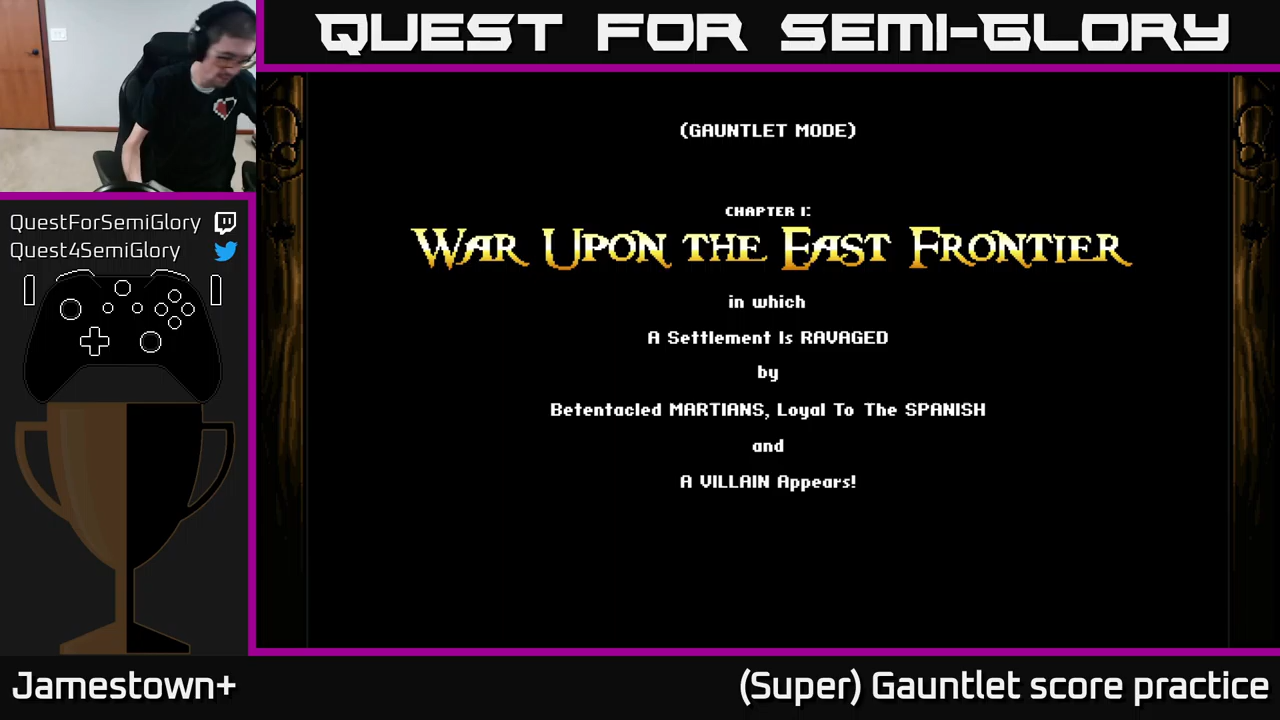 QUEST FOR SEMI-GLORY
QuestForSemiGlory
Quest4SemiGlory
(GAUNTLET MODE)
CHAPTER I:
WAR UPON THE EAST FRONTIER
in which
A Settlement Is RAVAGED
by
Betentacled MARTIANS, Loyal To The SPANISH
and
A VILLAIN Appears!
Jamestown+
(Super) Gauntlet score practice